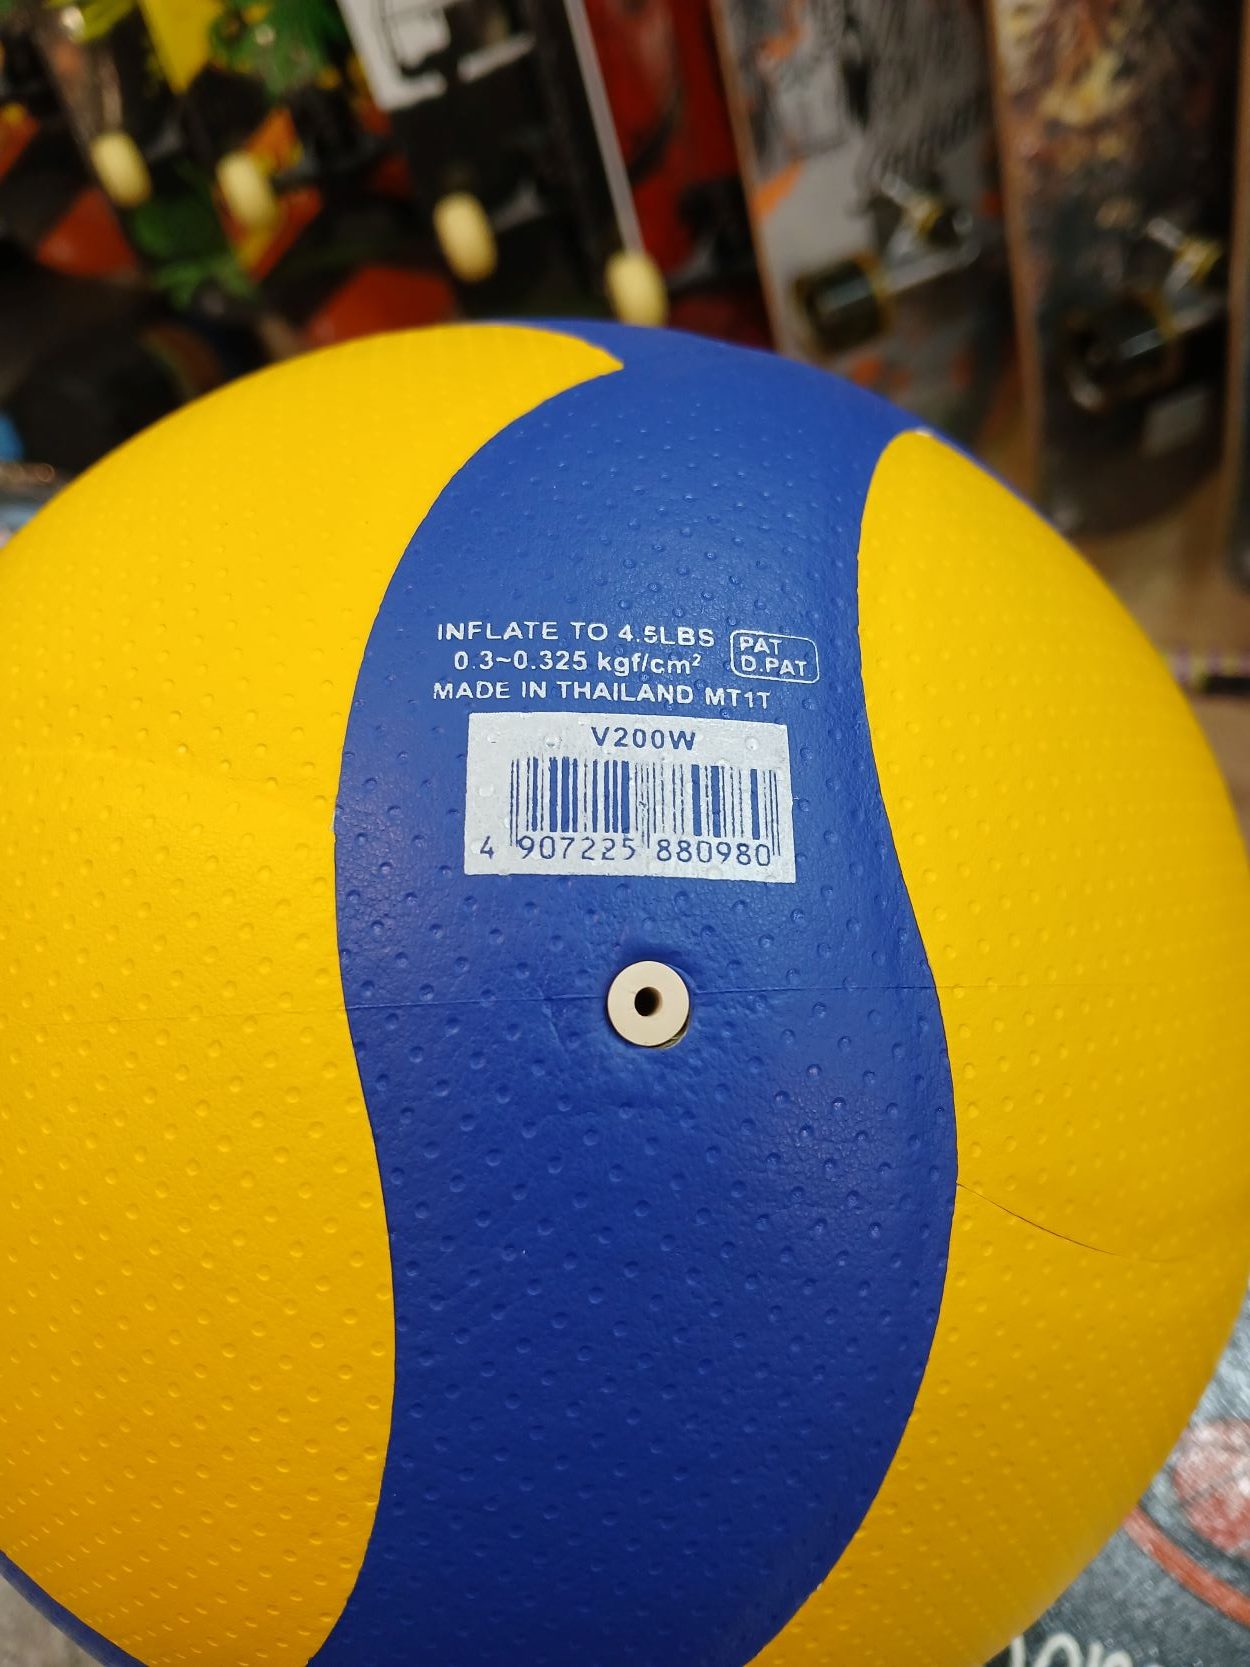 INFLATE TO 4.5LBS
0.3~0.325 kgf/cm²
MADE IN THAILAND MT1T
PAT
D.PAT
V200W
4 907225 880980